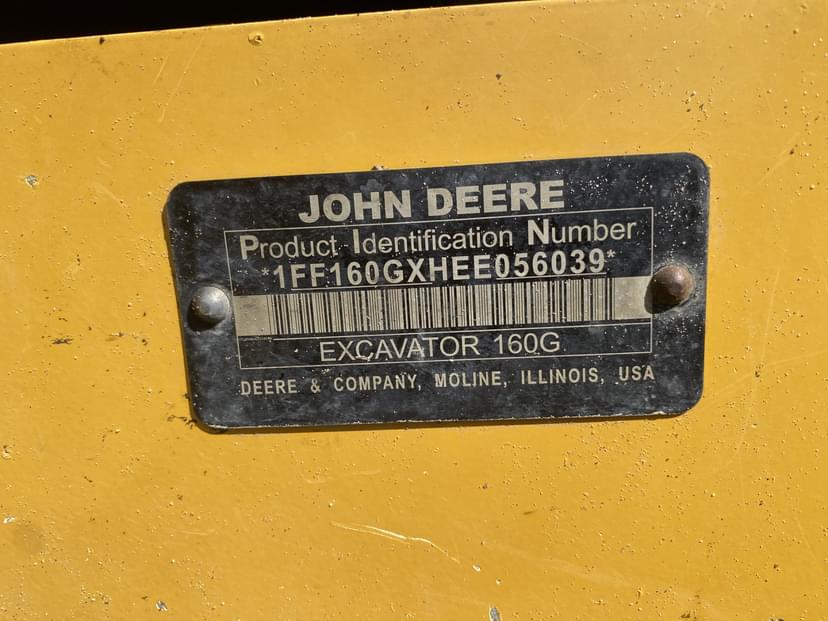 JOHN DEERE
Product Identification Number
*1FF160GXHEE056039*
EXCAVATOR 160G
DEERE & COMPANY, MOLINE, ILLINOIS, USA